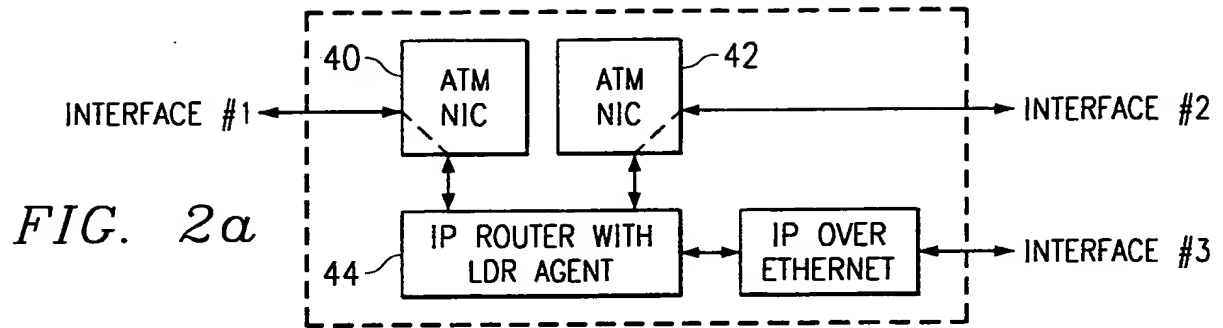 40
ATM
NIC
42
ATM
NIC
INTERFACE #1
INTERFACE #2
FIG. 2a
44
IP ROUTER WITH
LDR AGENT
IP OVER
ETHERNET
INTERFACE #3